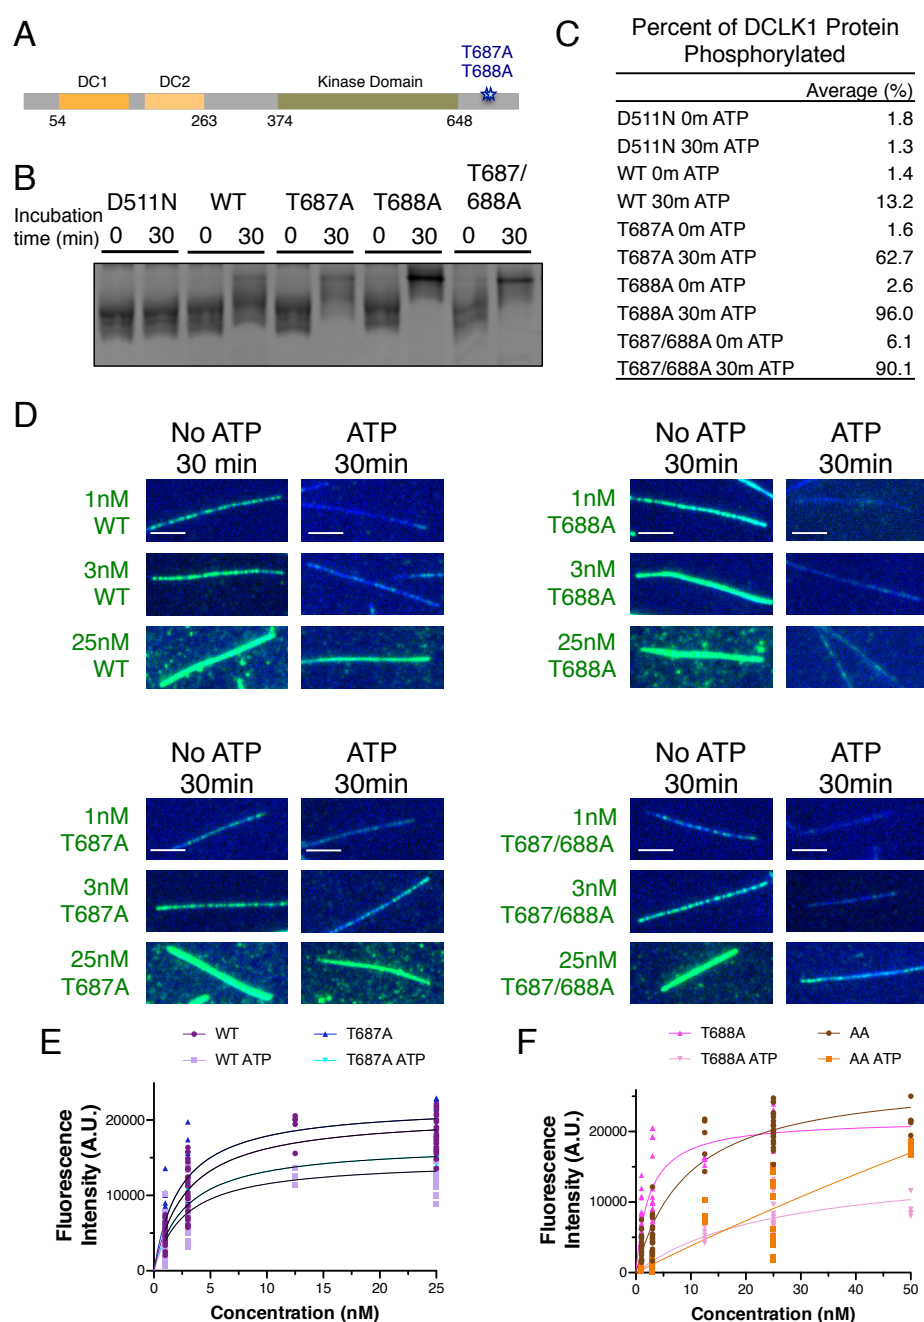 A
T687A
T688A
DC1
DC2
Kinase Domain
54
263
374
648
B
D511N
WT
T687A
T688A
T687/
688A
Incubation
time (min)
0
30
0
30
0
30
0
30
0
30
C
Percent of DCLK1 Protein
Phosphorylated
Average (%)
D511N 0m ATP 1.8
D511N 30m ATP 1.3
WT 0m ATP 1.4
WT 30m ATP 13.2
T687A 0m ATP 1.6
T687A 30m ATP 62.7
T688A 0m ATP 2.6
T688A 30m ATP 96.0
T687/688A 0m ATP 6.1
T687/688A 30m ATP 90.1
D
No ATP
30 min
ATP
30min
1nM
WT
3nM
WT
25nM
WT
No ATP
30min
ATP
30min
1nM
T688A
3nM
T688A
25nM
T688A
No ATP
30min
ATP
30min
1nM
T687A
3nM
T687A
25nM
T687A
No ATP
30min
ATP
30min
1nM
T687/688A
3nM
T687/688A
25nM
T687/688A
E
WT
T687A
WT ATP
T687A ATP
Fluorescence
Intensity (A.U.)
20000
10000
0
0
5
10
15
20
25
Concentration (nM)
F
T688A
AA
T688A ATP
AA ATP
Fluorescence
Intensity (A.U.)
20000
10000
0
0
10
20
30
40
50
Concentration (nM)